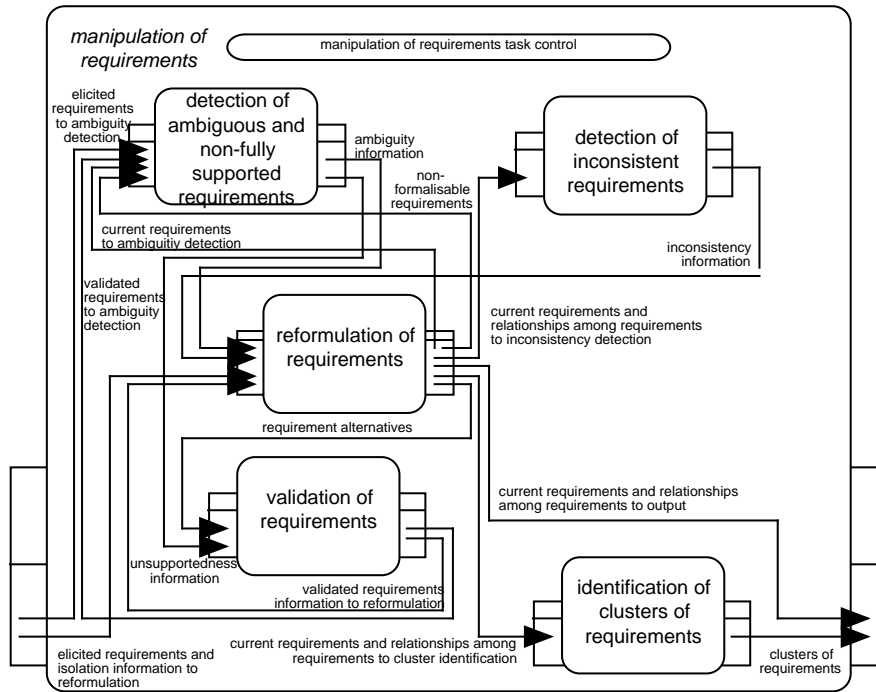 manipulation of
requirements
manipulation of requirements task control
elicited
requirements
to ambiguity
detection
detection of
ambiguous and
non-fully
supported
requirements
ambiguity
information
non-
formalisable
requirements
detection of
inconsistent
requirements
current requirements
to ambitiquity detection
inconsistency
information
validated
requirements
to ambiguity
detection
reformulation of
requirements
current requirements and
relationships among requirements
to inconsistency detection
requirement alternatives
validation of
requirements
current requirements and relationships
among requirements to output
unsupportedness
information
validated requirements
information to reformulation
identification of
clusters of
requirements
elicited requirements and
isolation information to
reformulation
current requirements and relationships among
requirements to cluster identification
clusters of
requirements